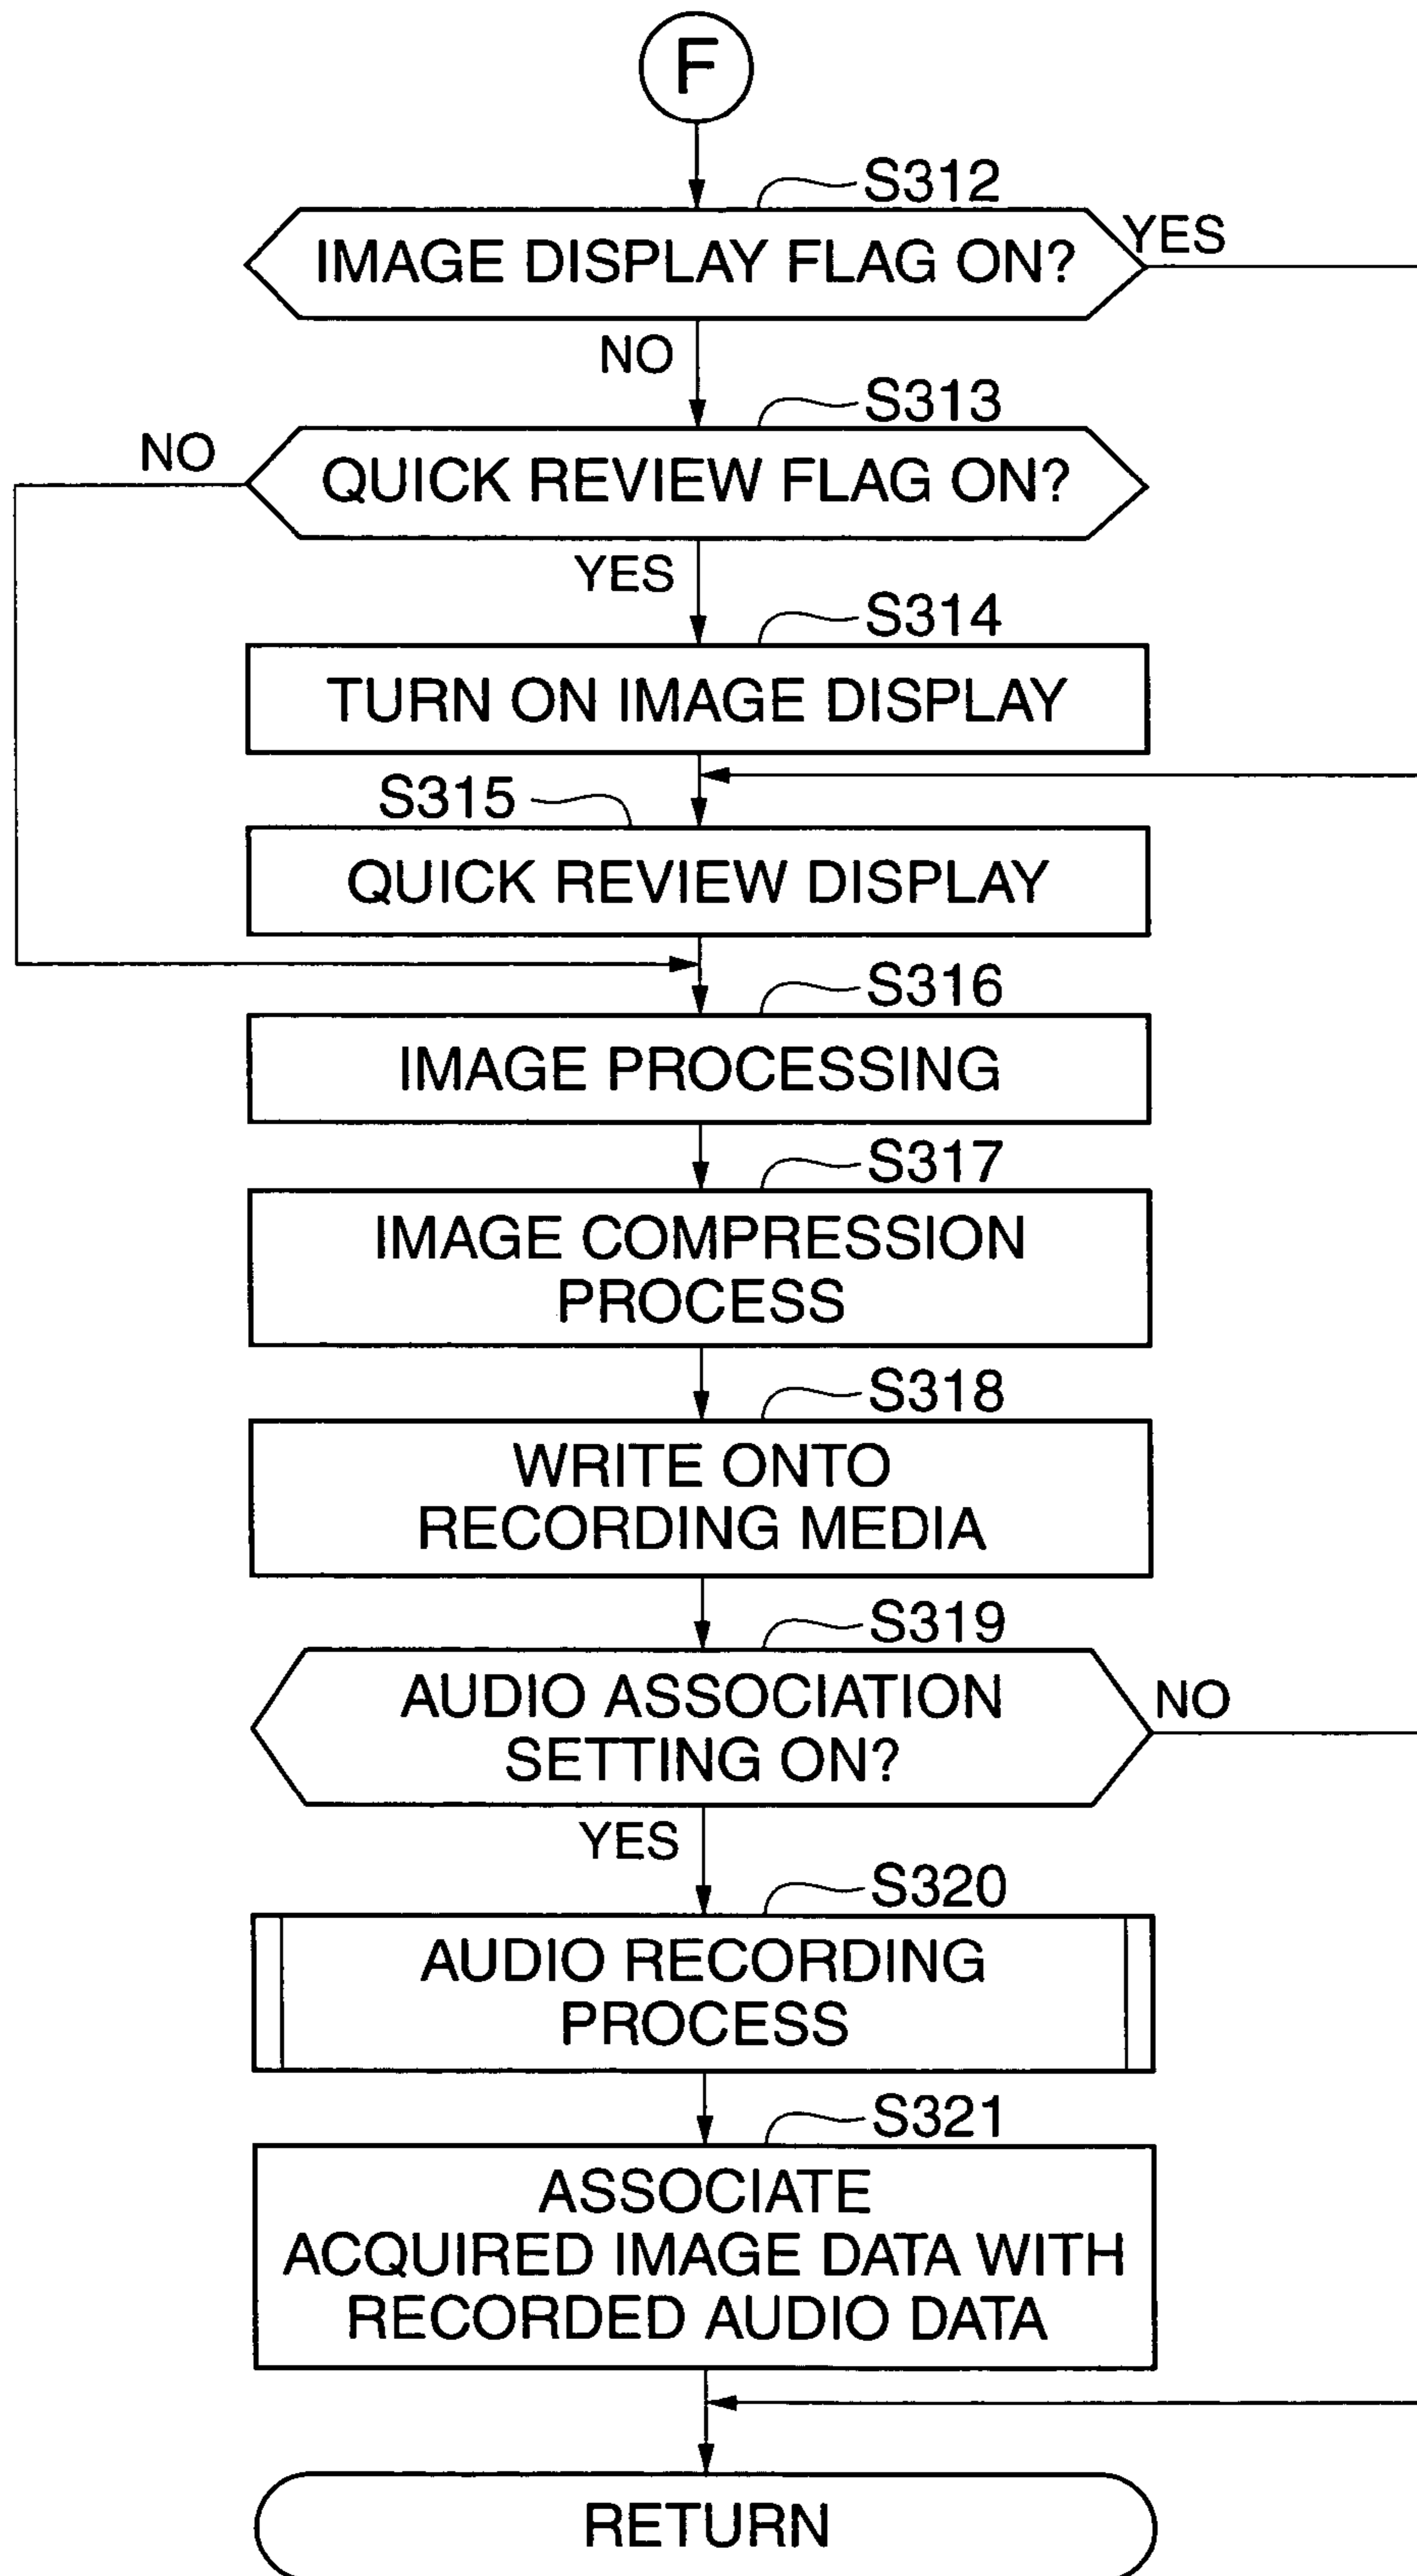 F
S312
IMAGE DISPLAY FLAG ON?
YES
NO
S313
NO
QUICK REVIEW FLAG ON?
YES
S314
TURN ON IMAGE DISPLAY
S315
QUICK REVIEW DISPLAY
S316
IMAGE PROCESSING
S317
IMAGE COMPRESSION
PROCESS
S318
WRITE ONTO
RECORDING MEDIA
S319
AUDIO ASSOCIATION
SETTING ON?
NO
YES
S320
AUDIO RECORDING
PROCESS
S321
ASSOCIATE
ACQUIRED IMAGE DATA WITH
RECORDED AUDIO DATA
RETURN